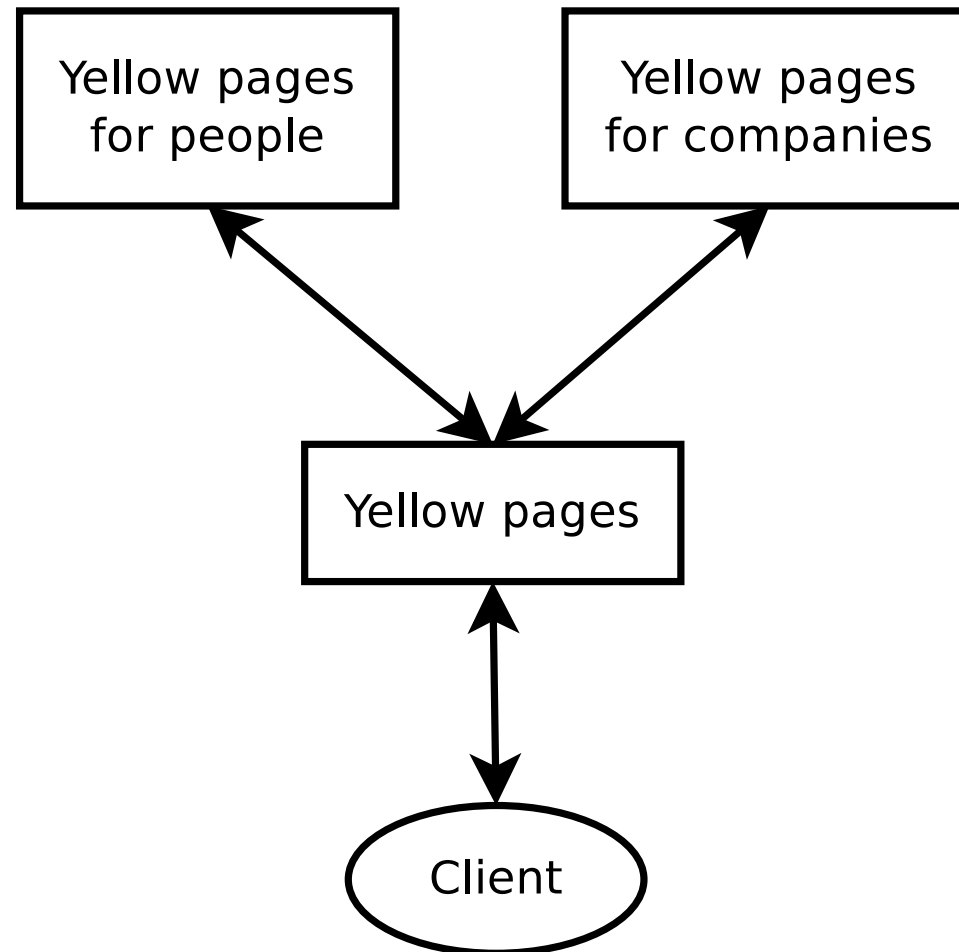 Yellow pages
for people
Yellow pages
for companies
Yellow pages
Client